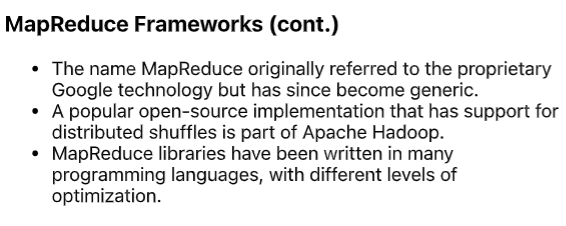 MapReduce Frameworks (cont.)
• The name MapReduce originally referred to the proprietary
Google technology but has since become generic.
• A popular open-source implementation that has support for
distributed shuffles is part of Apache Hadoop.
• MapReduce libraries have been written in many
programming languages, with different levels of
optimization.